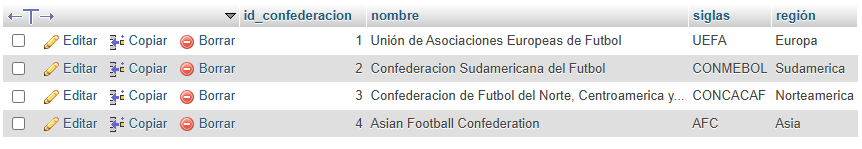 id_confederacion nombre siglas región
Editar Copiar Borrar 1 Unión de Asociaciones Europeas de Futbol UEFA Europa
Editar Copiar Borrar 2 Confederacion Sudamericana del Futbol CONMEBOL Sudamerica
Editar Copiar Borrar 3 Confederacion de Futbol del Norte, Centroamerica y... CONCACAF Norteamerica
Editar Copiar Borrar 4 Asian Football Confederation AFC Asia